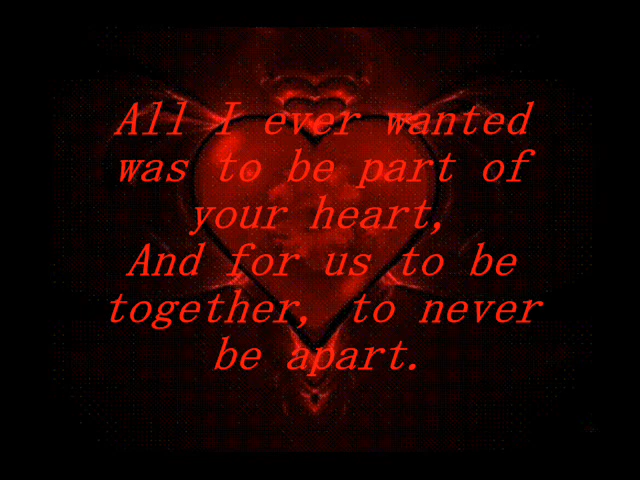 All I ever wanted
was to be part of
your heart,
And for us to be
together, to never
be apart.